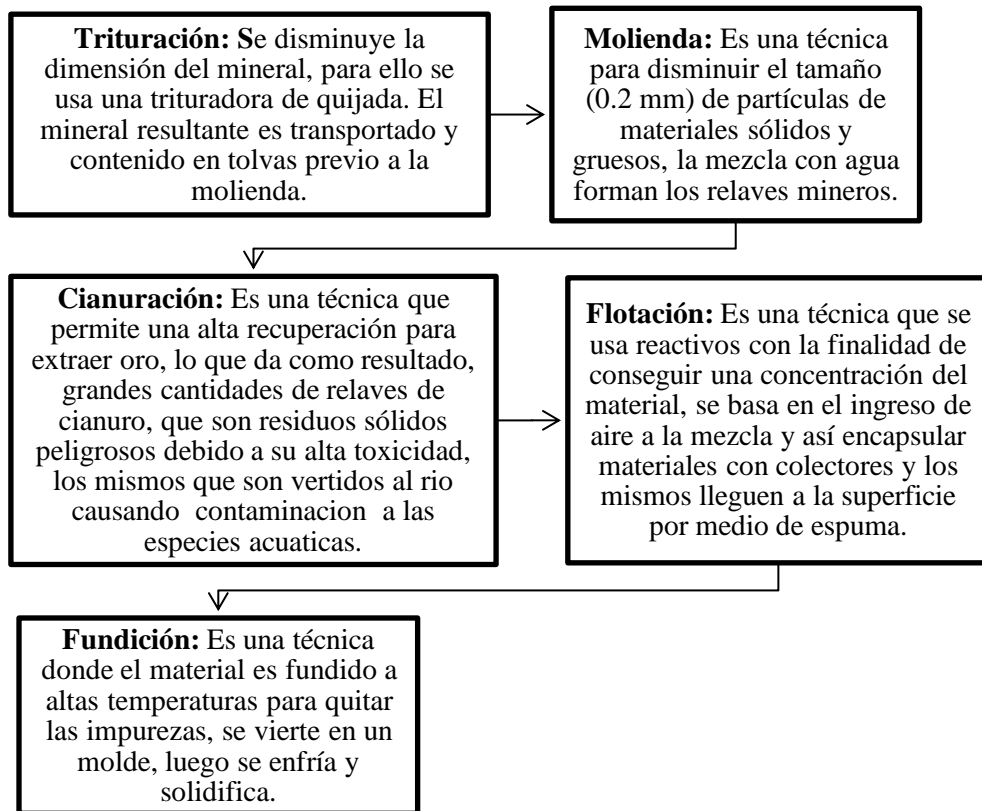 Trituración: Se disminuye la
dimensión del mineral, para ello se
usa una trituradora de quijada. El
mineral resultante es transportado y
contenido en tolvas previo a la
molienda.
Molienda: Es una técnica
para disminuir el tamaño
(0.2 mm) de partículas de
materiales sólidos y
gruesos, la mezcla con agua
forman los relaves mineros.
Cianuración: Es una técnica que
permite una alta recuperación para
extraer oro, lo que da como resultado,
grandes cantidades de relaves de
cianuro, que son residuos sólidos
peligrosos debido a su alta toxicidad,
los mismos que son vertidos al rio
causando contaminacion a las
especies acuaticas.
Flotación: Es una técnica que se
usa reactivos con la finalidad de
conseguir una concentración del
material, se basa en el ingreso de
aire a la mezcla y así encapsular
materiales con colectores y los
mismos lleguen a la superficie
por medio de espuma.
Fundición: Es una técnica
donde el material es fundido a
altas temperaturas para quitar
las impurezas, se vierte en un
molde, luego se enfría y
solidifica.